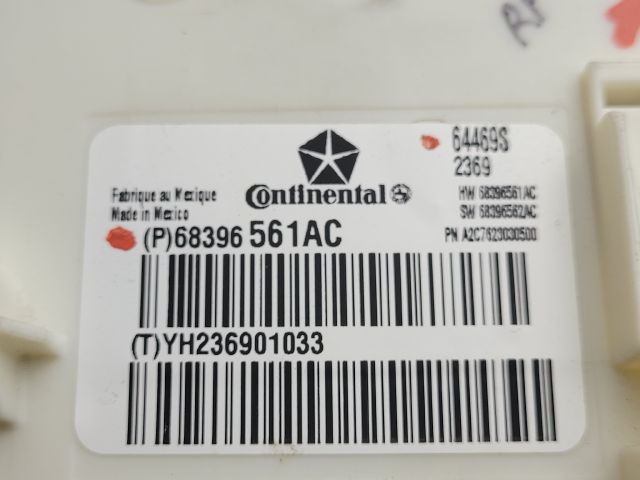 64469S
2369
Continental
Fabrique au Mexique
Made in Mexico
HW 68396561AC
SW 68396562AC
PN A2C7623030500
(P)68396 561AC
(T)YH236901033